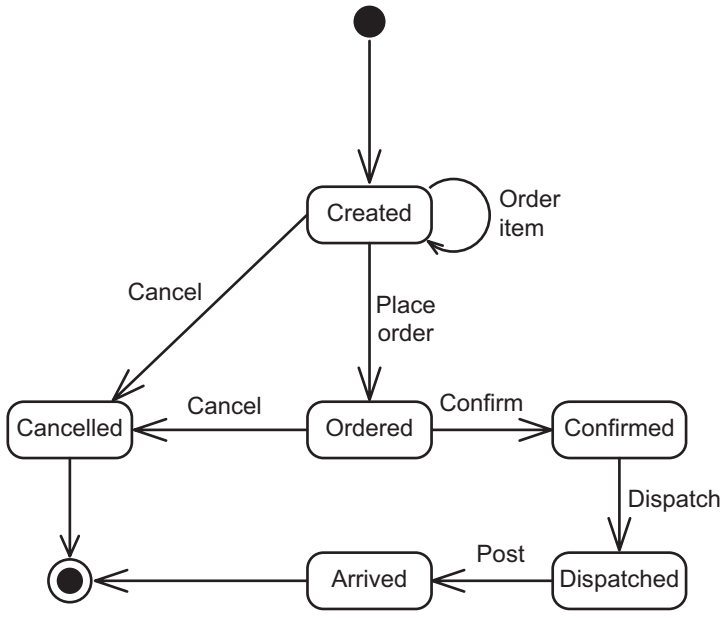 Created
Order
item
Cancel
Place
order
Cancelled
Cancel
Ordered
Confirm
Confirmed
Dispatch
Arrived
Post
Dispatched